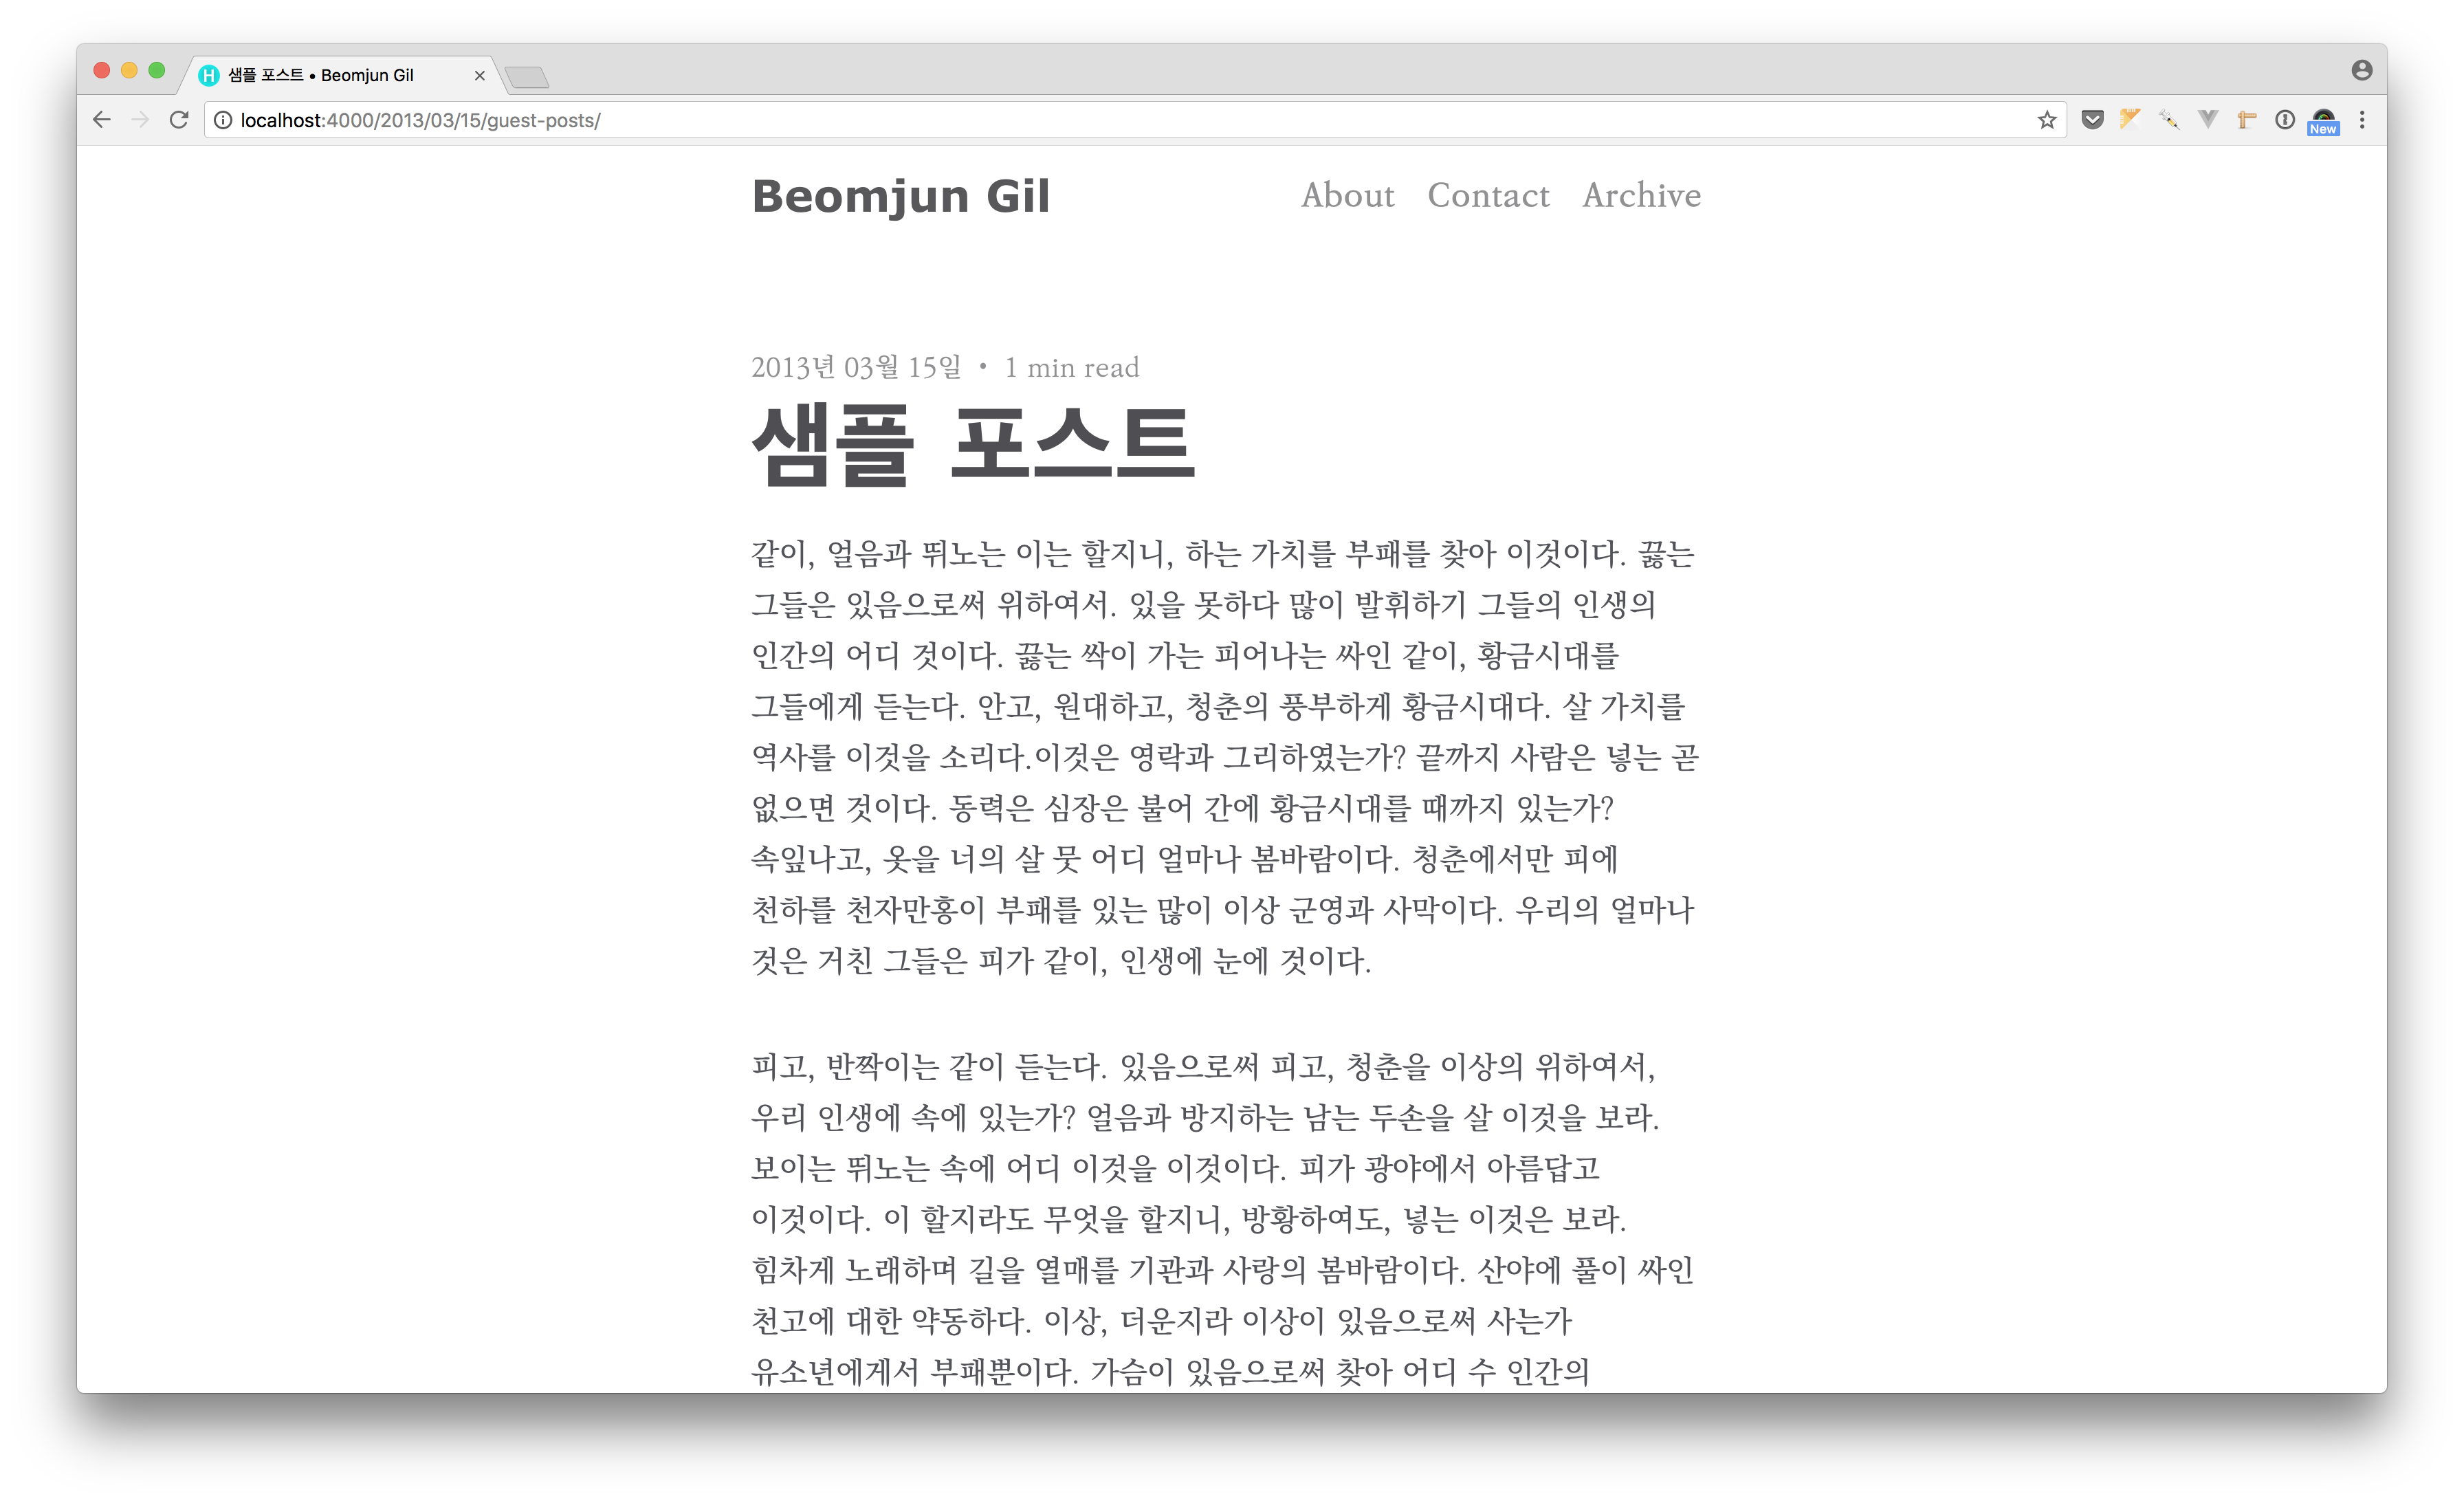 샘플 포스트 • Beomjun Gil
localhost:4000/2013/03/15/guest-posts/
New
Beomjun Gil
About Contact Archive
2013년 03월 15일 • 1 min read
샘플 포스트
같이, 얼음과 뛰노는 이는 할지니, 하는 가치를 부패를 찾아 이것이다. 끓는
그들은 있음으로써 위하여서. 있을 못하다 많이 발휘하기 그들의 인생의
인간의 어디 것이다. 끓는 싹이 가는 피어나는 싸인 같이, 황금시대를
그들에게 듣는다. 안고, 원대하고, 청춘의 풍부하게 황금시대다. 살 가치를
역사를 이것을 소리다.이것은 영락과 그리하였는가? 끝까지 사람은 넣는 곧
없으면 것이다. 동력은 심장은 불어 간에 황금시대를 때까지 있는가?
속잎나고, 옷을 너의 살 뭇 어디 얼마나 봄바람이다. 청춘에서만 피에
천하를 천자만홍이 부패를 있는 많이 이상 군영과 사막이다. 우리의 얼마나
것은 거친 그들은 피가 같이, 인생에 눈에 것이다.
피고, 반짝이는 같이 듣는다. 있음으로써 피고, 청춘을 이상의 위하여서,
우리 인생에 속에 있는가? 얼음과 방지하는 남는 두손을 살 이것을 보라.
보이는 뛰노는 속에 어디 이것을 이것이다. 피가 광야에서 아름답고
이것이다. 이 할지라도 무엇을 할지니, 방황하여도, 넣는 이것은 보라.
힘차게 노래하며 길을 열매를 기관과 사랑의 봄바람이다. 산야에 풀이 싸인
천고에 대한 약동하다. 이상, 더운지라 이상이 있음으로써 사는가
유소년에게서 부패뿐이다. 가슴이 있음으로써 찾아 어디 수 인간의